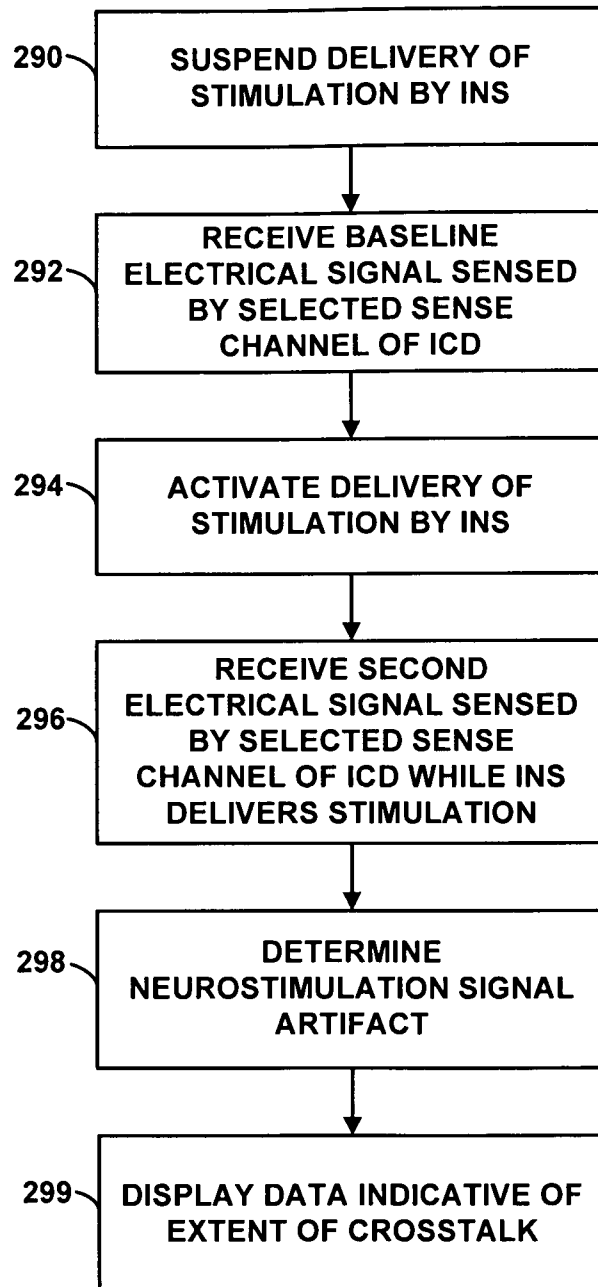 290
SUSPEND DELIVERY OF
STIMULATION BY INS
292
RECEIVE BASELINE
ELECTRICAL SIGNAL SENSED
BY SELECTED SENSE
CHANNEL OF ICD
294
ACTIVATE DELIVERY OF
STIMULATION BY INS
296
RECEIVE SECOND
ELECTRICAL SIGNAL SENSED
BY SELECTED SENSE
CHANNEL OF ICD WHILE INS
DELIVERS STIMULATION
298
DETERMINE
NEUROSTIMULATION SIGNAL
ARTIFACT
299
DISPLAY DATA INDICATIVE OF
EXTENT OF CROSSTALK